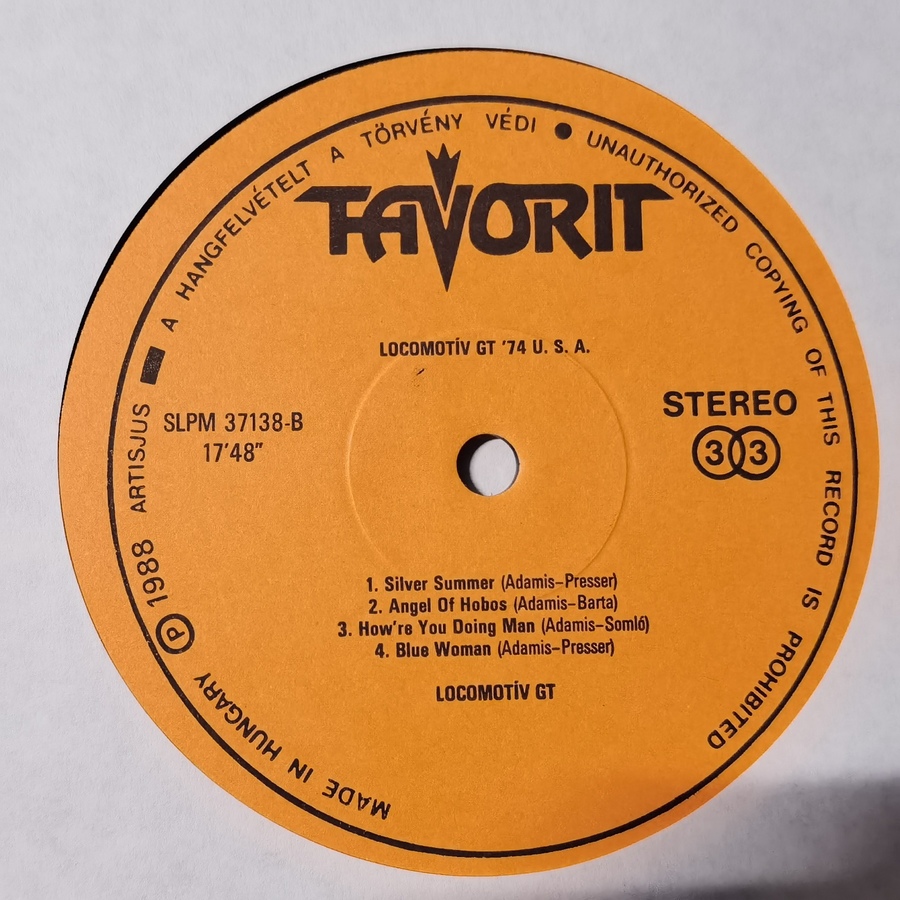 A HANGFELVÉTELT A TÖRVÉNY VÉDI ● UNAUTHORIZED COPYING OF THIS RECORD IS PROHIBITED
FAVORIT
LOCOMOTÍV GT '74 U. S. A.
SLPM 37138-B
17'48"
STEREO
33
1. Silver Summer (Adamis–Presser)
2. Angel Of Hobos (Adamis–Barta)
3. How're You Doing Man (Adamis–Somló)
4. Blue Woman (Adamis–Presser)
LOCOMOTÍV GT
MADE IN HUNGARY Ⓟ 1988 ARTISJUS